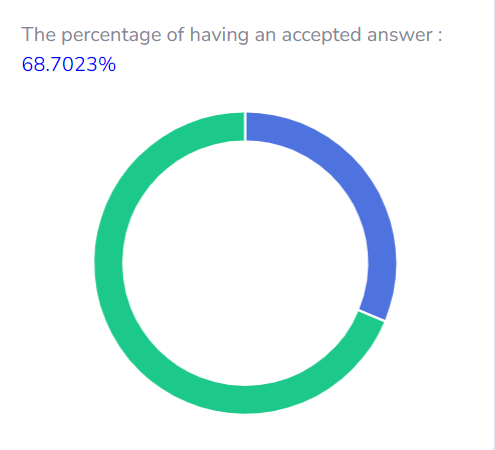 The percentage of having an accepted answer :
68.7023%